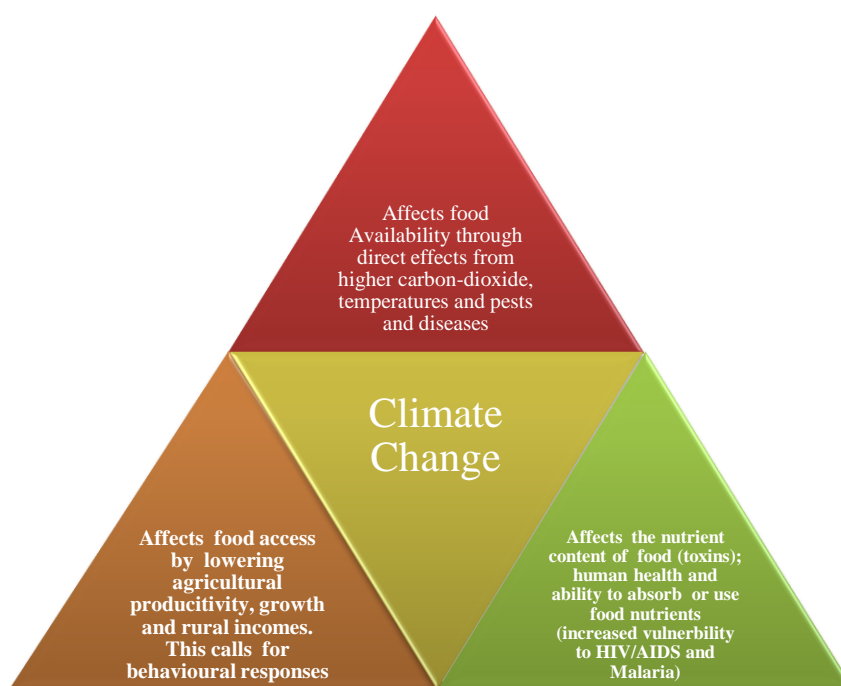 Affects food
Availability through
direct effects from
higher carbon-dioxide,
temperatures and pests
and diseases
Climate
Change
Affects food access
by lowering
agricultural
producitivity, growth
and rural incomes.
This calls for
behavioural responses
Affects the nutrient
content of food (toxins);
human health and
ability to absorb or use
food nutrients
(increased vulnerbility
to HIV/AIDS and
Malaria)